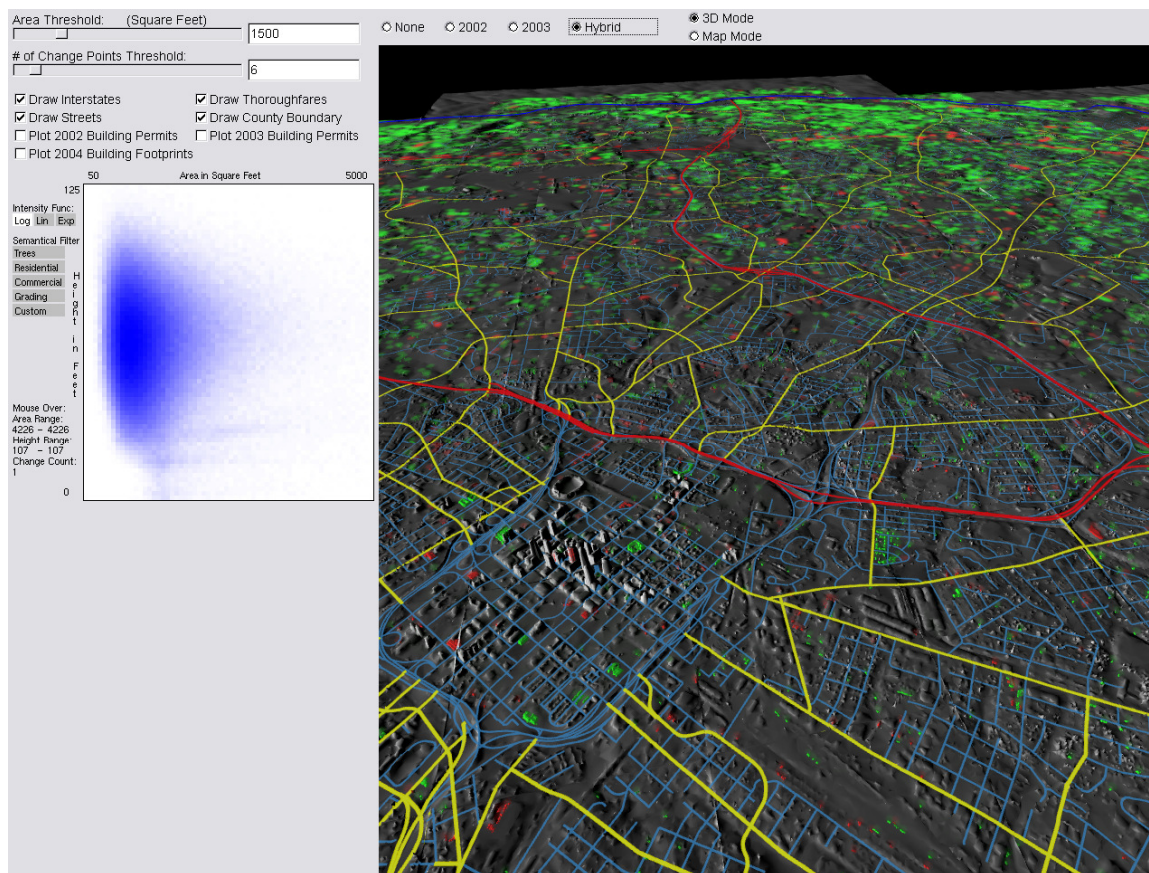 Area Threshold: (Square Feet)
1500
# of Change Points Threshold:
6
None 2002 2003 Hybrid
3D Mode
Map Mode
Draw Interstates Draw Thoroughfares
Draw Streets Draw County Boundary
Plot 2002 Building Permits Plot 2003 Building Permits
Plot 2004 Building Footprints
50 Area in Square Feet 5000
125
Intensity Func:
Log Lin Exp
Semantical Filter
Trees
Residential
Commercial
Grading
Custom
Height in Feet
Mouse Over:
Area Range:
4226 - 4226
Height Range:
107 - 107
Change Count:
1
0